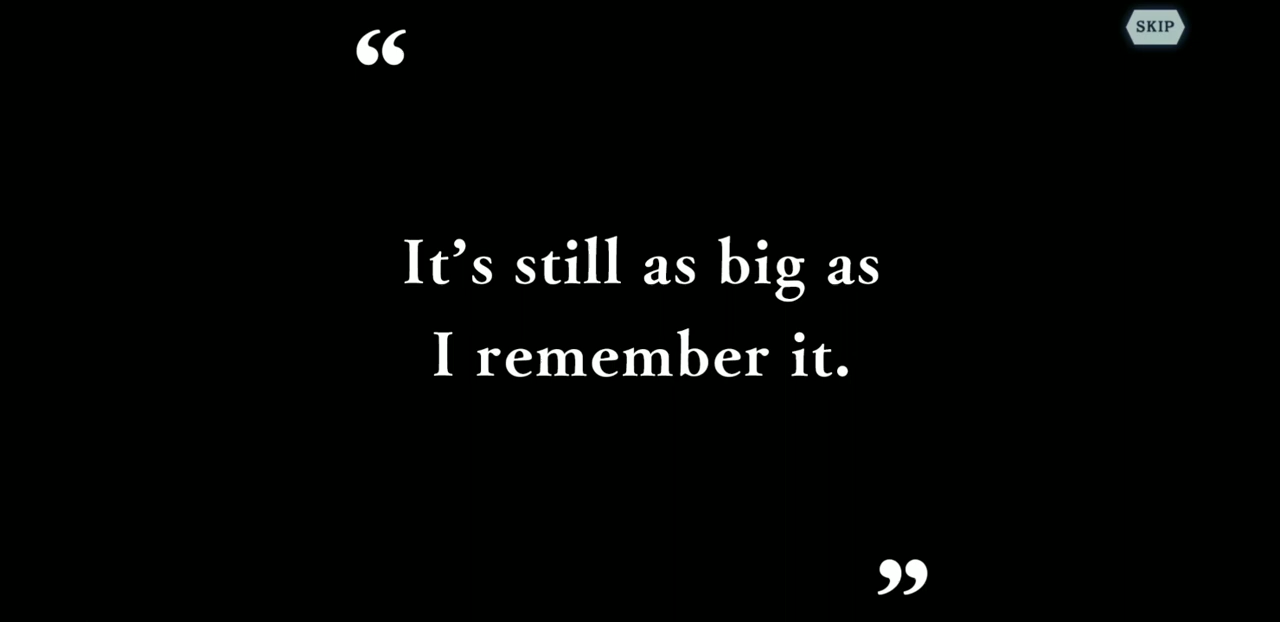 SKIP
“
It’s still as big as
I remember it.
”